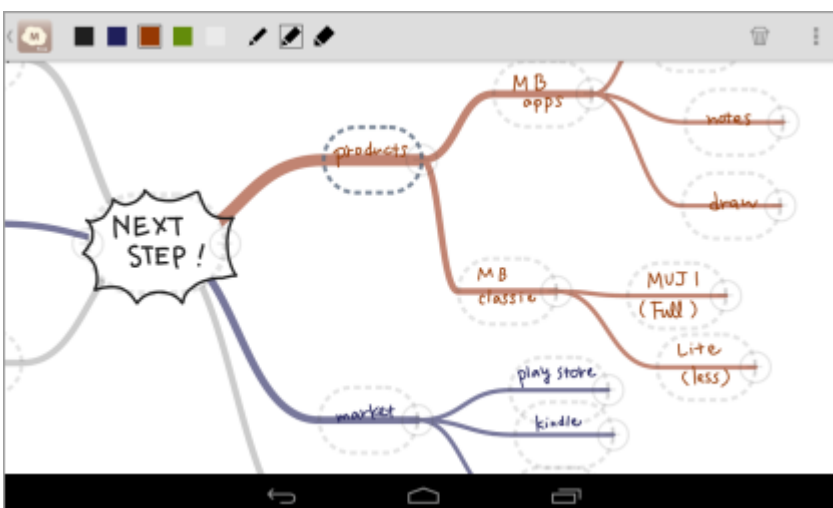 M
NEXT
STEP!
products
MB
apps
notes
draw
MB
classic
MUJI
(Full)
Lite
(less)
market
play store
kindle